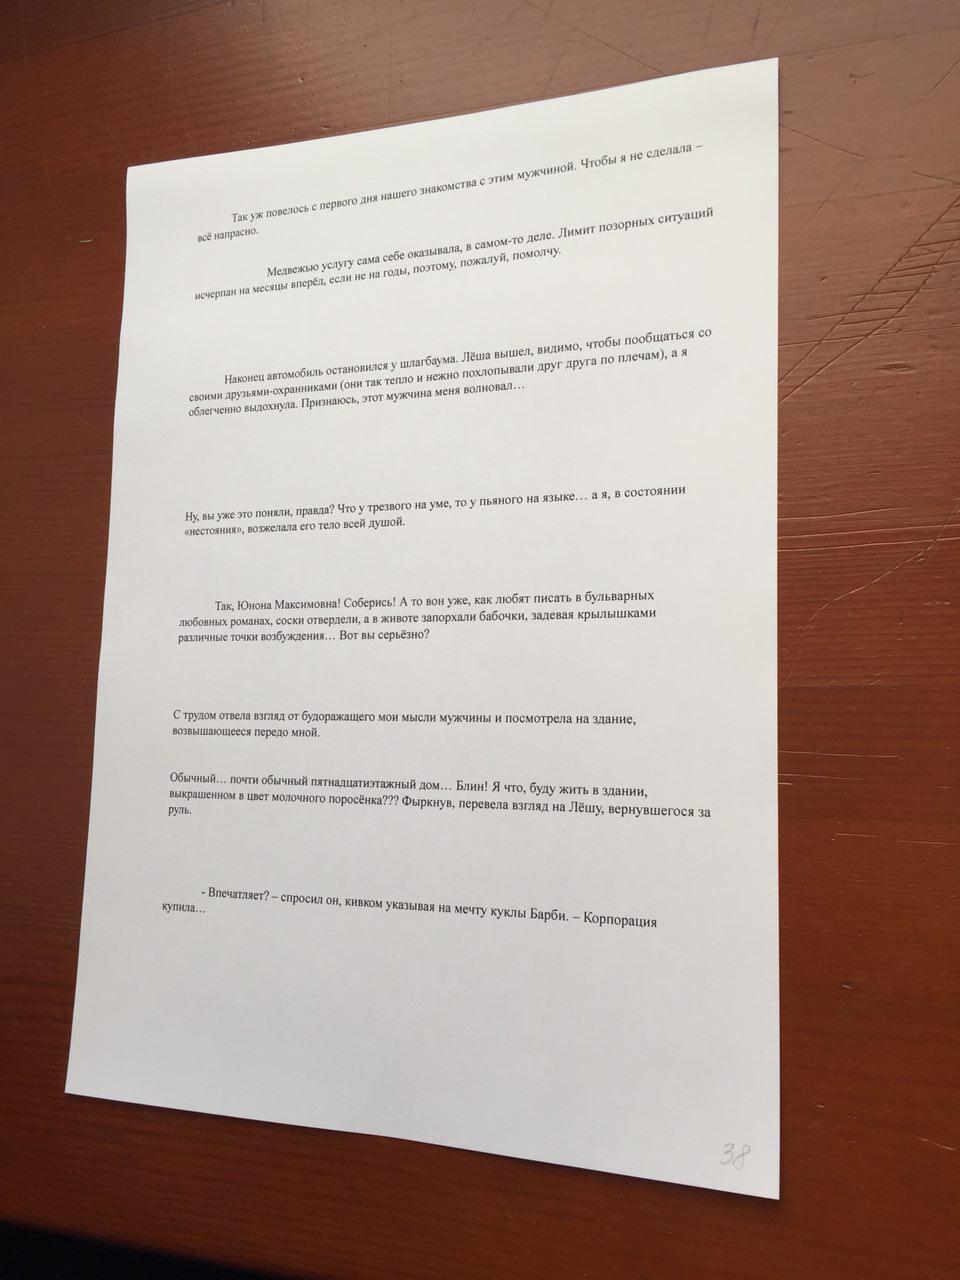 Так уж повелось с первого дня нашего знакомства с этим мужчиной. Чтобы я не сделала –
всё напрасно.
Медвежью услугу сама себе оказывала, в самом-то деле. Лимит позорных ситуаций
исчерпан на месяцы вперёд, если не на годы, поэтому, пожалуй, помолчу.
Наконец автомобиль остановился у шлагбаума. Лёша вышел, видимо, чтобы пообщаться со
своими друзьями-охранниками (они так тепло и нежно похлопывали друг друга по плечам), а я
облегченно выдохнула. Признаюсь, этот мужчина меня волновал…
Ну, вы уже это поняли, правда? Что у трезвого на уме, то у пьяного на языке… а я, в состоянии
«нестояния», возжелала его тело всей душой.
Так, Юнона Максимовна! Соберись! А то вон уже, как любят писать в бульварных
любовных романах, соски отвердели, а в животе запорхали бабочки, задевая крылышками
различные точки возбуждения… Вот вы серьёзно?
С трудом отвела взгляд от будоражащего мои мысли мужчины и посмотрела на здание,
возвышающееся передо мной.
Обычный… почти обычный пятнадцатиэтажный дом… Блин! Я что, буду жить в здании,
выкрашенном в цвет молочного поросёнка??? Фыркнув, перевела взгляд на Лёшу, вернувшегося за
руль.
- Впечатляет? – спросил он, кивком указывая на мечту куклы Барби. – Корпорация
купила…
38